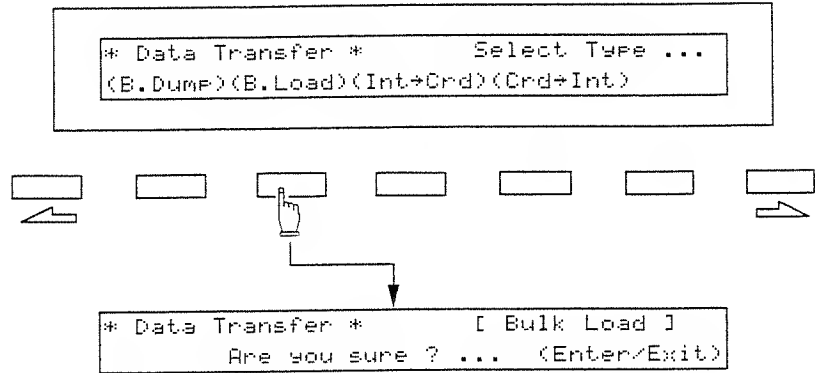 * Data Transfer * Select Type ...
(B.Dump)(B.Load)(Int→Crd)(Crd→Int)
* Data Transfer * [ Bulk Load ]
Are you sure ? ... (Enter/Exit)